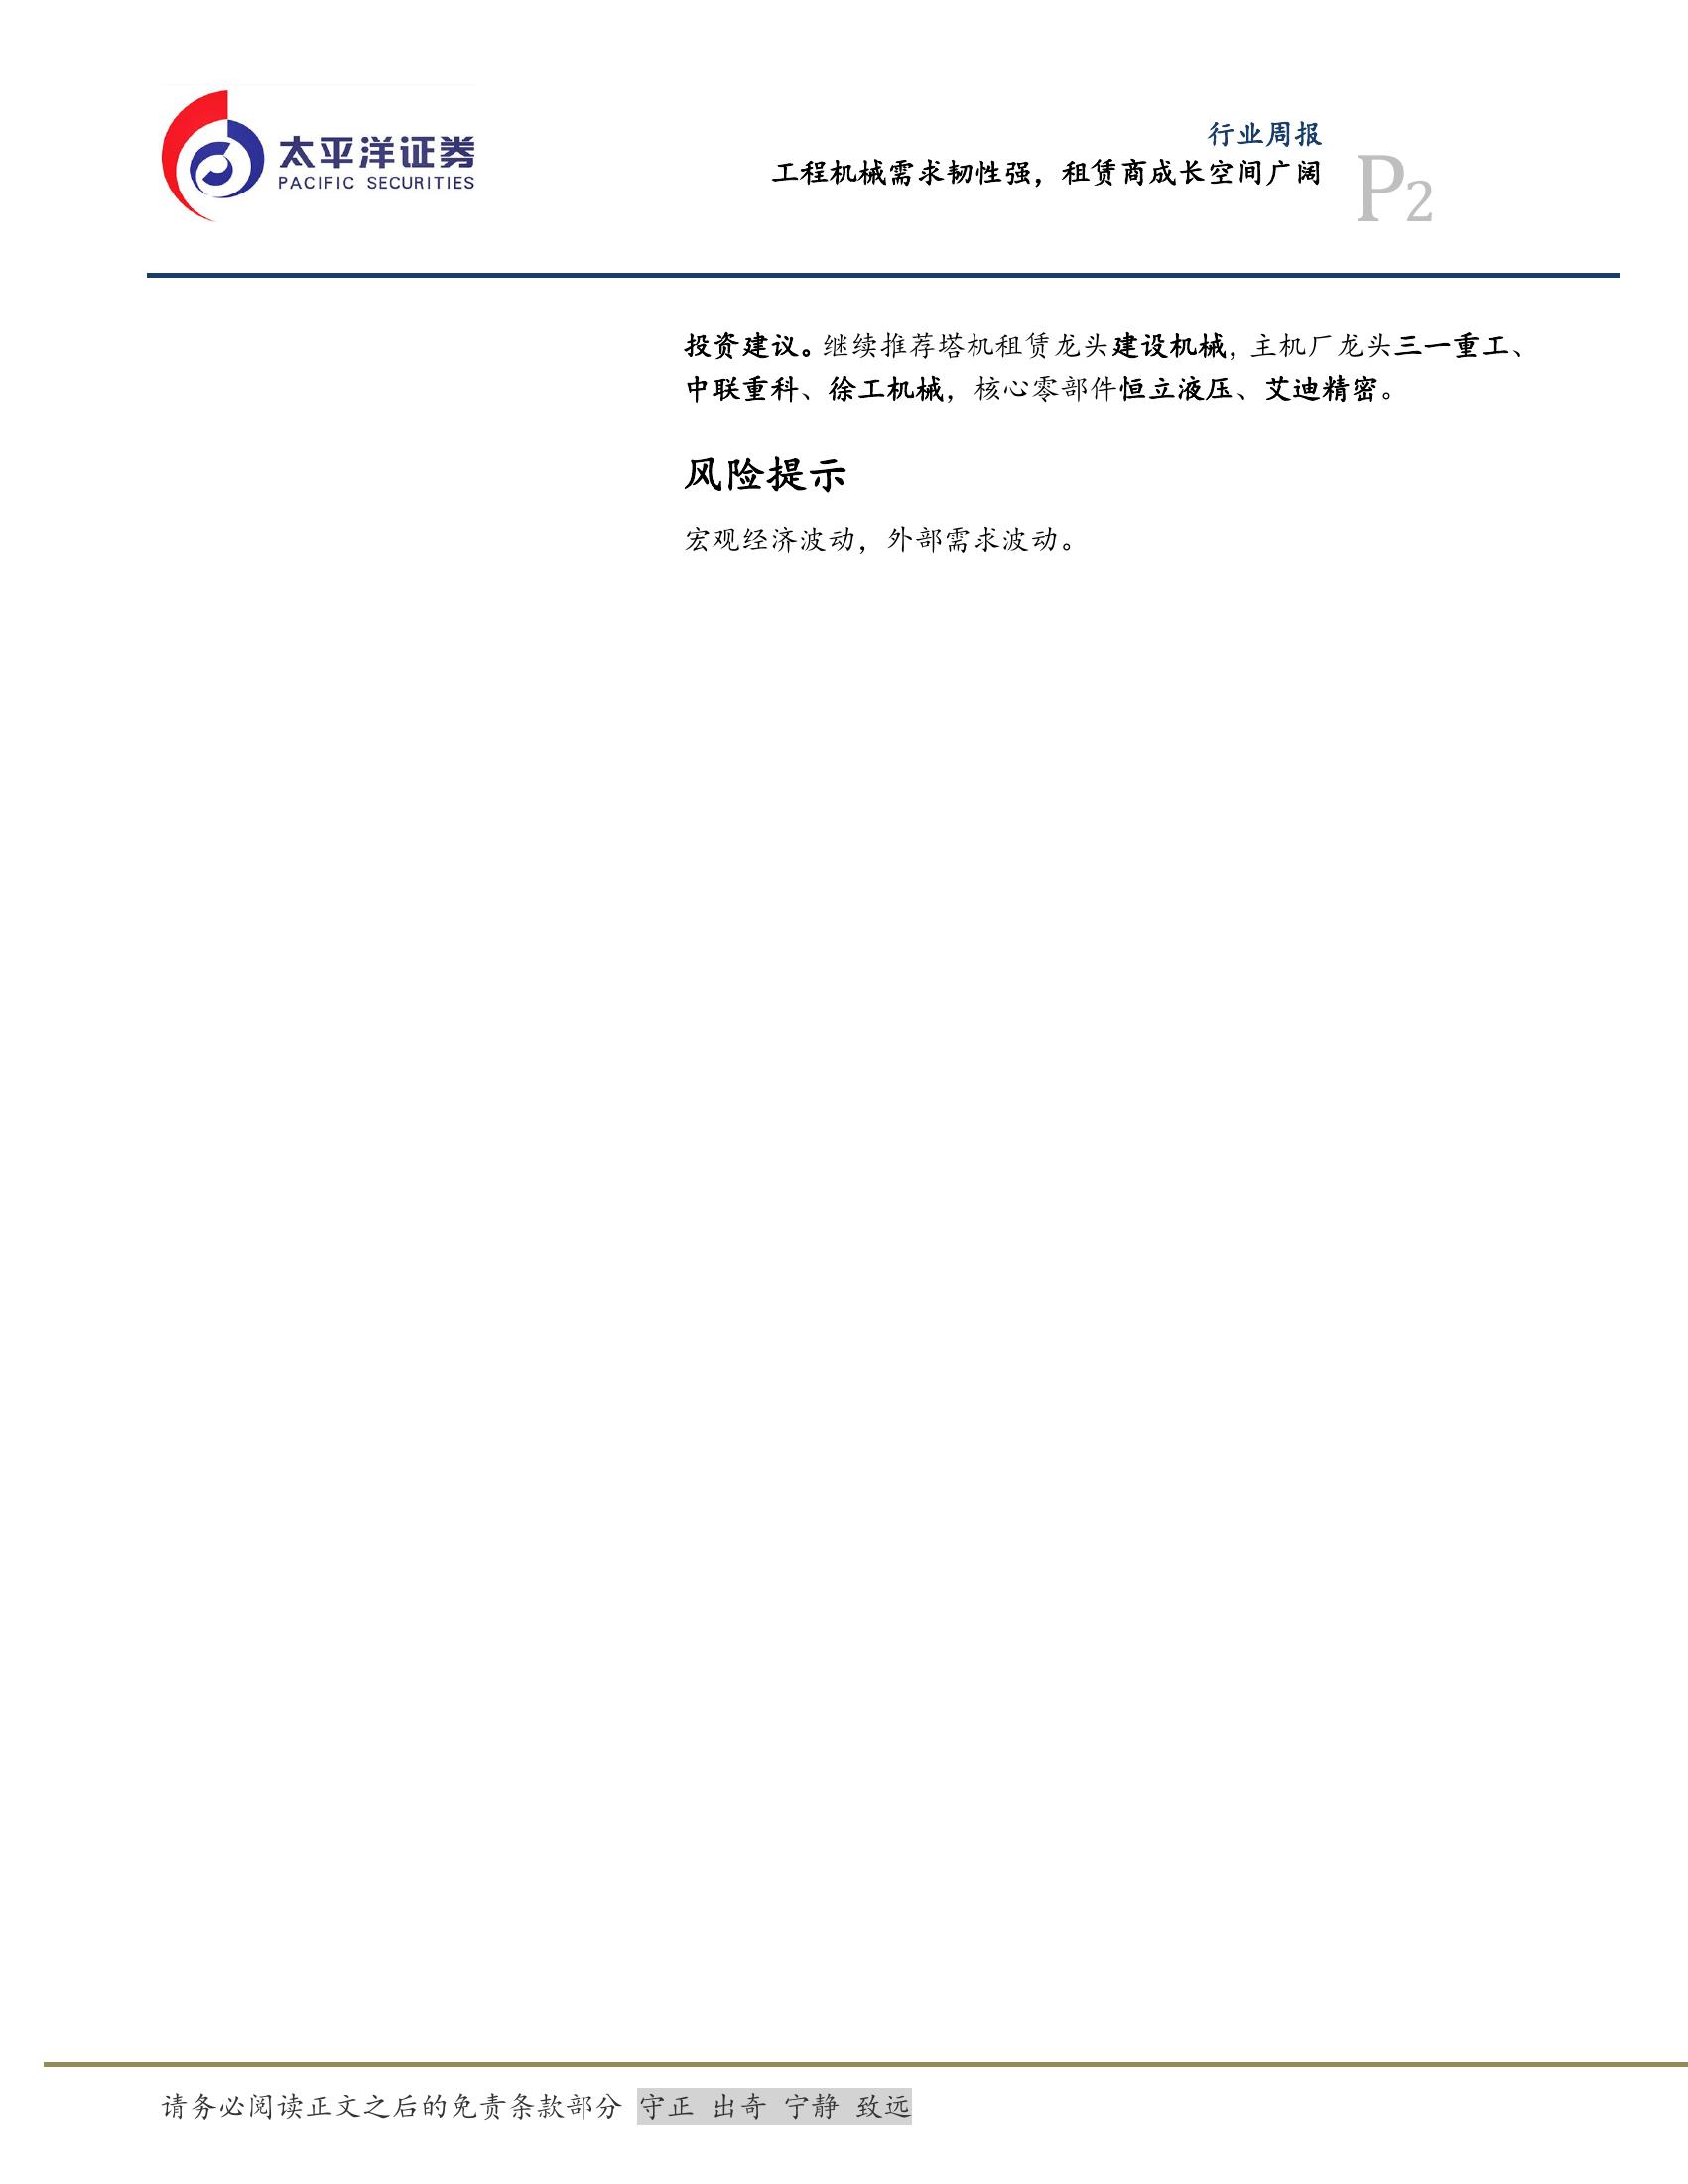 太平洋证券
PACIFIC SECURITIES
行业周报
工程机械需求韧性强，租赁商成长空间广阔
P2
投资建议。继续推荐塔机租赁龙头建设机械，主机厂龙头三一重工、
中联重科、徐工机械，核心零部件恒立液压、艾迪精密。
风险提示
宏观经济波动，外部需求波动。
请务必阅读正文之后的免责条款部分 守正 出奇 宁静 致远